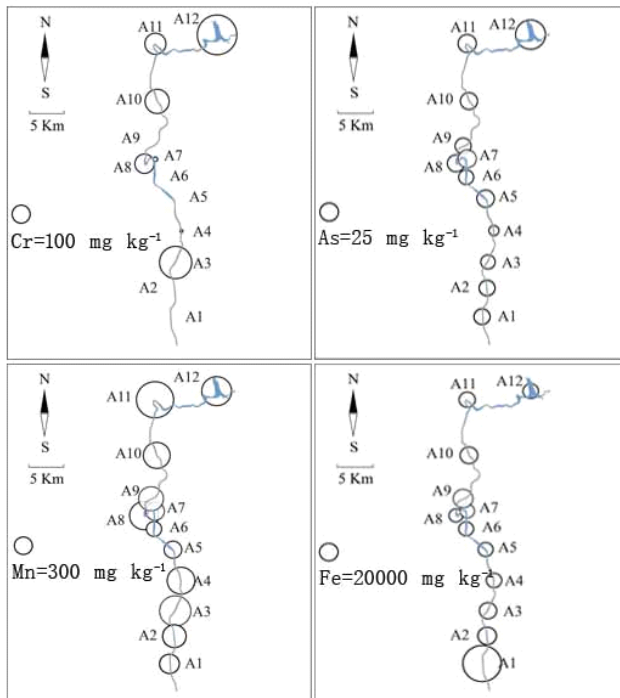 N
S
5 Km
A12
A11
A10
A9
A8
A7
A6
A5
A4
A3
A2
A1
Cr=100 mg kg⁻¹
N
S
5 Km
A12
A11
A10
A9
A8
A7
A6
A5
A4
A3
A2
A1
As=25 mg kg⁻¹
N
S
5 Km
A12
A11
A10
A9
A8
A7
A6
A5
A4
A3
A2
A1
Mn=300 mg kg⁻¹
N
S
5 Km
A12
A11
A10
A9
A8
A7
A6
A5
A4
A3
A2
A1
Fe=20000 mg kg⁻¹